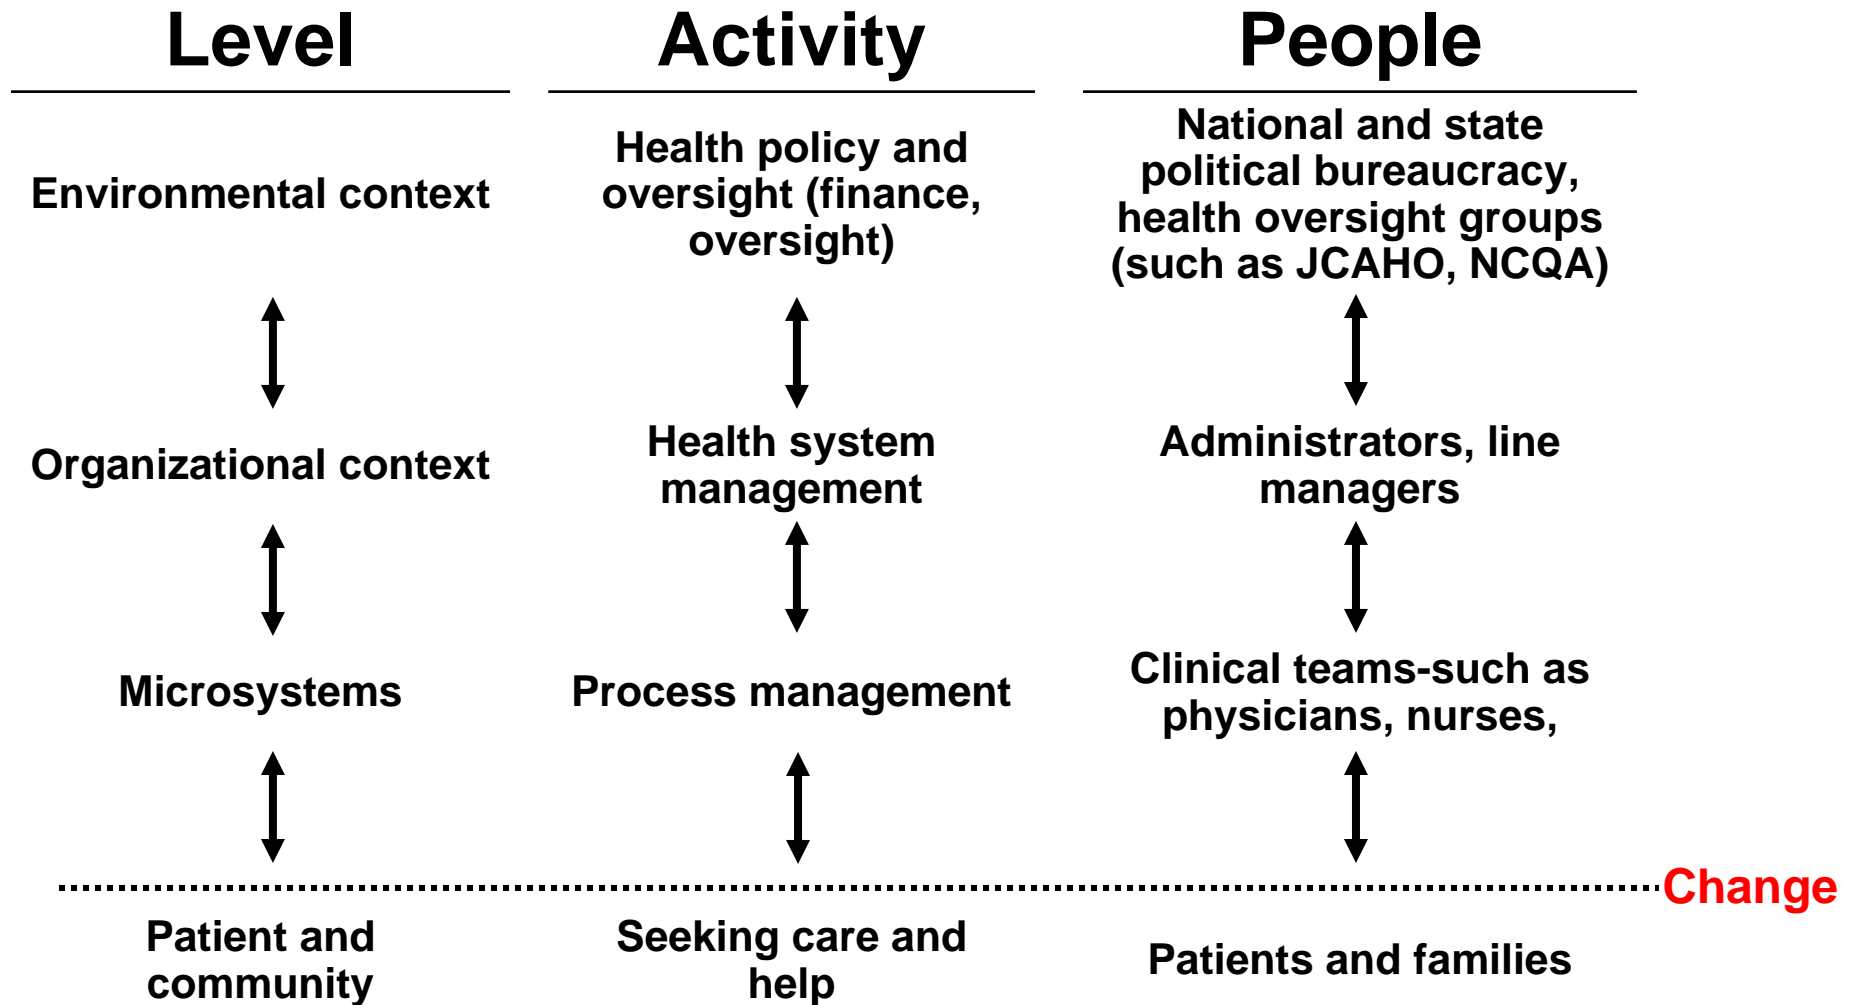 Level
Activity
People
Environmental context
Health policy and
oversight (finance,
oversight)
National and state
political bureaucracy,
health oversight groups
(such as JCAHO, NCQA)
Organizational context
Health system
management
Administrators, line
managers
Microsystems
Process management
Clinical teams-such as
physicians, nurses,
Change
Patient and
community
Seeking care and
help
Patients and families